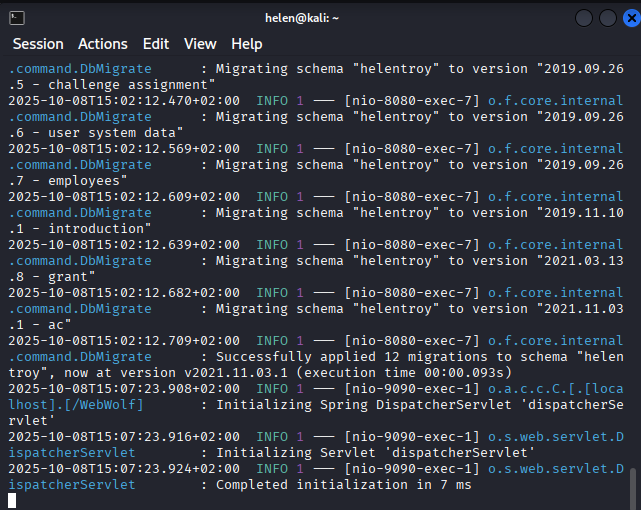 helen@kali: ~
Session Actions Edit View Help
.command.DbMigrate : Migrating schema "helentroy" to version "2019.09.26
.5 - challenge assignment"
2025-10-08T15:02:12.470+02:00 INFO 1 --- [nio-8080-exec-7] o.f.core.internal
.command.DbMigrate : Migrating schema "helentroy" to version "2019.09.26
.6 - user system data"
2025-10-08T15:02:12.569+02:00 INFO 1 --- [nio-8080-exec-7] o.f.core.internal
.command.DbMigrate : Migrating schema "helentroy" to version "2019.09.26
.7 - employees"
2025-10-08T15:02:12.609+02:00 INFO 1 --- [nio-8080-exec-7] o.f.core.internal
.command.DbMigrate : Migrating schema "helentroy" to version "2019.11.10
.1 - introduction"
2025-10-08T15:02:12.639+02:00 INFO 1 --- [nio-8080-exec-7] o.f.core.internal
.command.DbMigrate : Migrating schema "helentroy" to version "2021.03.13
.8 - grant"
2025-10-08T15:02:12.682+02:00 INFO 1 --- [nio-8080-exec-7] o.f.core.internal
.command.DbMigrate : Migrating schema "helentroy" to version "2021.11.03
.1 - ac"
2025-10-08T15:02:12.709+02:00 INFO 1 --- [nio-8080-exec-7] o.f.core.internal
.command.DbMigrate : Successfully applied 12 migrations to schema "helen
troy", now at version v2021.11.03.1 (execution time 00:00.093s)
2025-10-08T15:07:23.908+02:00 INFO 1 --- [nio-9090-exec-1] o.a.c.c.C.[.[loca
lhost].[/WebWolf] : Initializing Spring DispatcherServlet 'dispatcherSe
rvlet'
2025-10-08T15:07:23.916+02:00 INFO 1 --- [nio-9090-exec-1] o.s.web.servlet.D
ispatcherServlet : Initializing Servlet 'dispatcherServlet'
2025-10-08T15:07:23.924+02:00 INFO 1 --- [nio-9090-exec-1] o.s.web.servlet.D
ispatcherServlet : Completed initialization in 7 ms